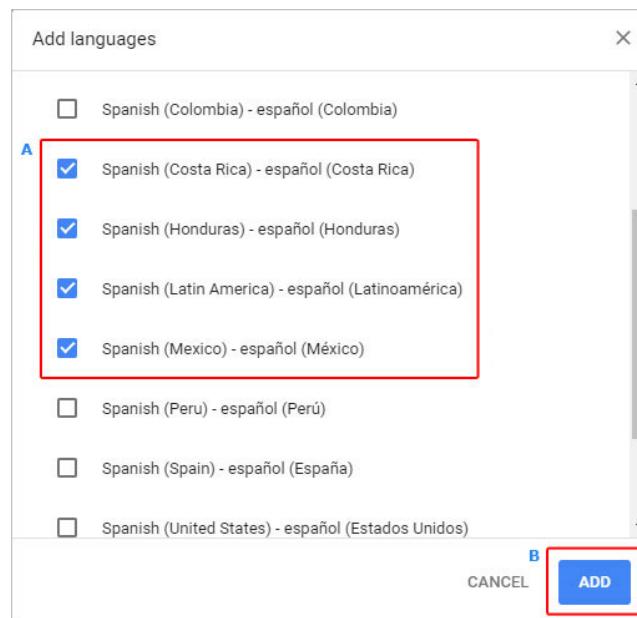 Add languages
Spanish (Colombia) - español (Colombia)
A
Spanish (Costa Rica) - español (Costa Rica)
Spanish (Honduras) - español (Honduras)
Spanish (Latin America) - español (Latinoamérica)
Spanish (Mexico) - español (México)
Spanish (Peru) - español (Perú)
Spanish (Spain) - español (España)
Spanish (United States) - español (Estados Unidos)
B
CANCEL ADD